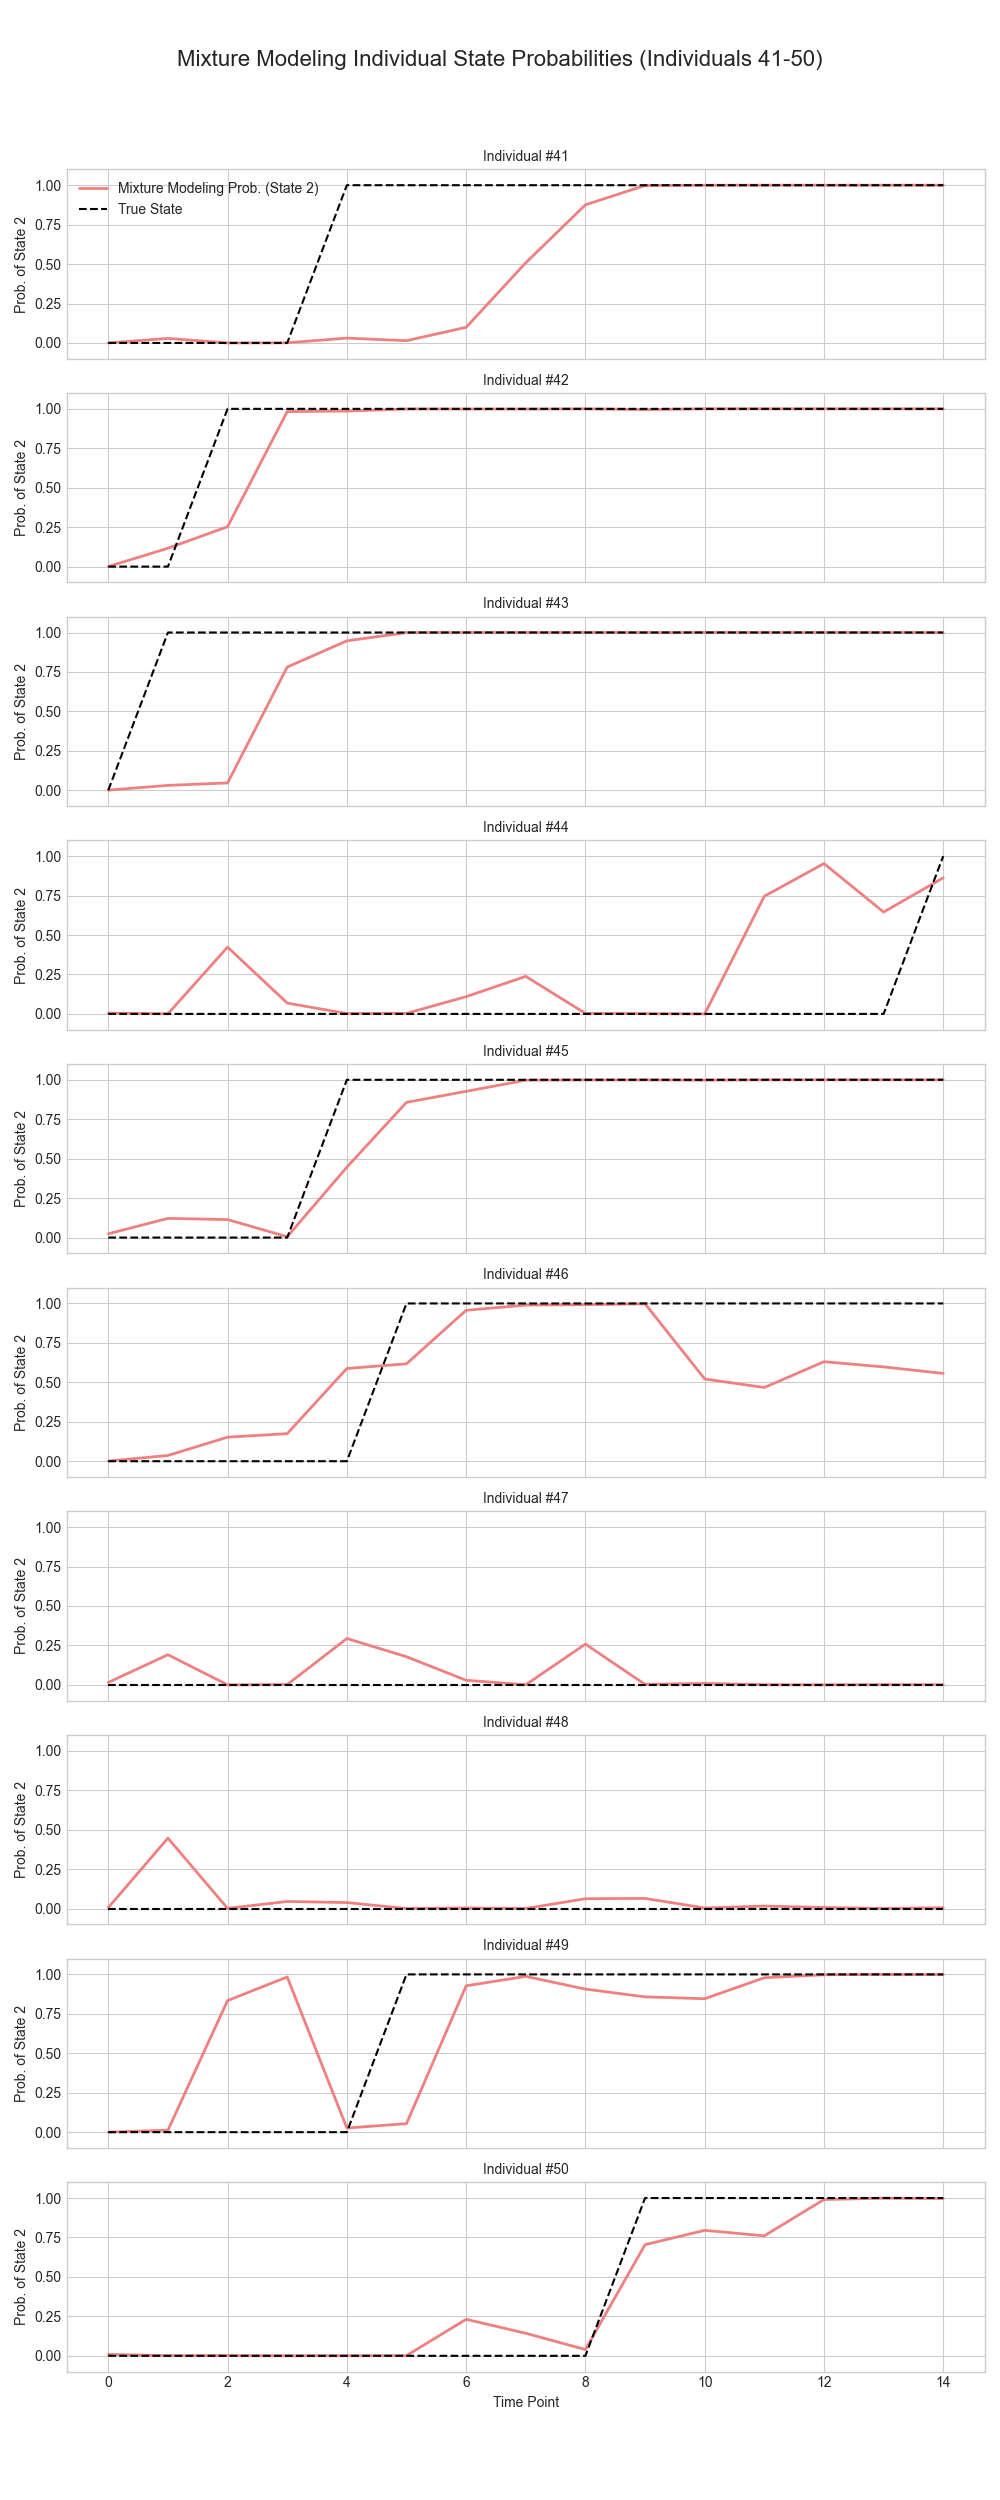 Mixture Modeling Individual State Probabilities (Individuals 41-50)
Individual #41
1.00
0.75
0.50
0.25
0.00
Prob. of State 2
Mixture Modeling Prob. (State 2)
True State
Individual #42
1.00
0.75
0.50
0.25
0.00
Prob. of State 2
Individual #43
1.00
0.75
0.50
0.25
0.00
Prob. of State 2
Individual #44
1.00
0.75
0.50
0.25
0.00
Prob. of State 2
Individual #45
1.00
0.75
0.50
0.25
0.00
Prob. of State 2
Individual #46
1.00
0.75
0.50
0.25
0.00
Prob. of State 2
Individual #47
1.00
0.75
0.50
0.25
0.00
Prob. of State 2
Individual #48
1.00
0.75
0.50
0.25
0.00
Prob. of State 2
Individual #49
1.00
0.75
0.50
0.25
0.00
Prob. of State 2
Individual #50
1.00
0.75
0.50
0.25
0.00
Prob. of State 2
0 2 4 6 8 10 12 14
Time Point